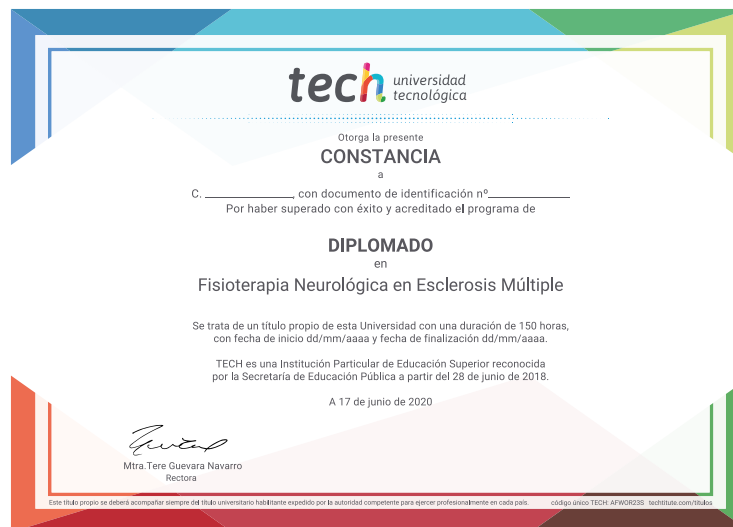 tech universidad
tecnológica
Otorga la presente
CONSTANCIA
a
C. ____________, con documento de identificación nº____________
Por haber superado con éxito y acreditado el programa de
DIPLOMADO
en
Fisioterapia Neurológica en Esclerosis Múltiple
Se trata de un título propio de esta Universidad con una duración de 150 horas,
con fecha de inicio dd/mm/aaaa y fecha de finalización dd/mm/aaaa.
TECH es una Institución Particular de Educación Superior reconocida
por la Secretaría de Educación Pública a partir del 28 de junio de 2018.
A 17 de junio de 2020
Mtra.Tere Guevara Navarro
Rectora
Este título propio se deberá acompañar siempre del título universitario habilitante expedido por la autoridad competente para ejercer profesionalmente en cada país. código único TECH: AFWOR23S techtitute.com/titulos